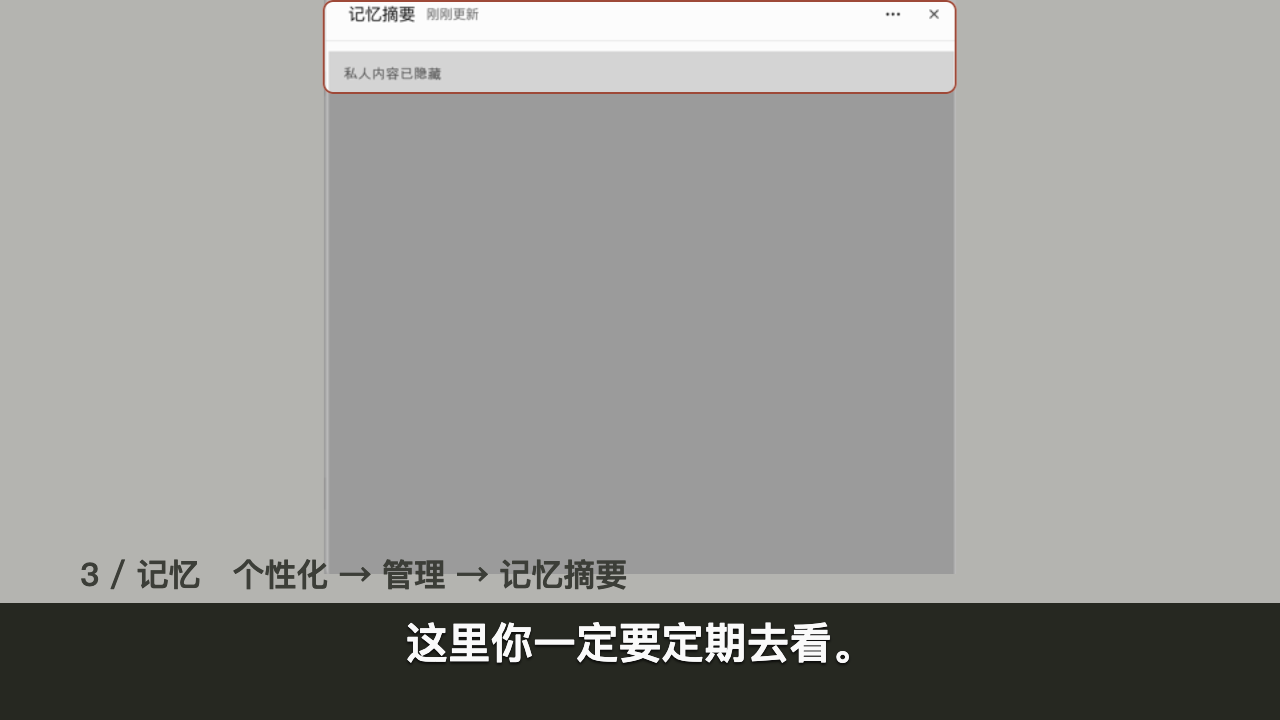 记忆摘要 刚刚更新
私人内容已隐藏
3 / 记忆 个性化 → 管理 → 记忆摘要
这里你一定要定期去看。